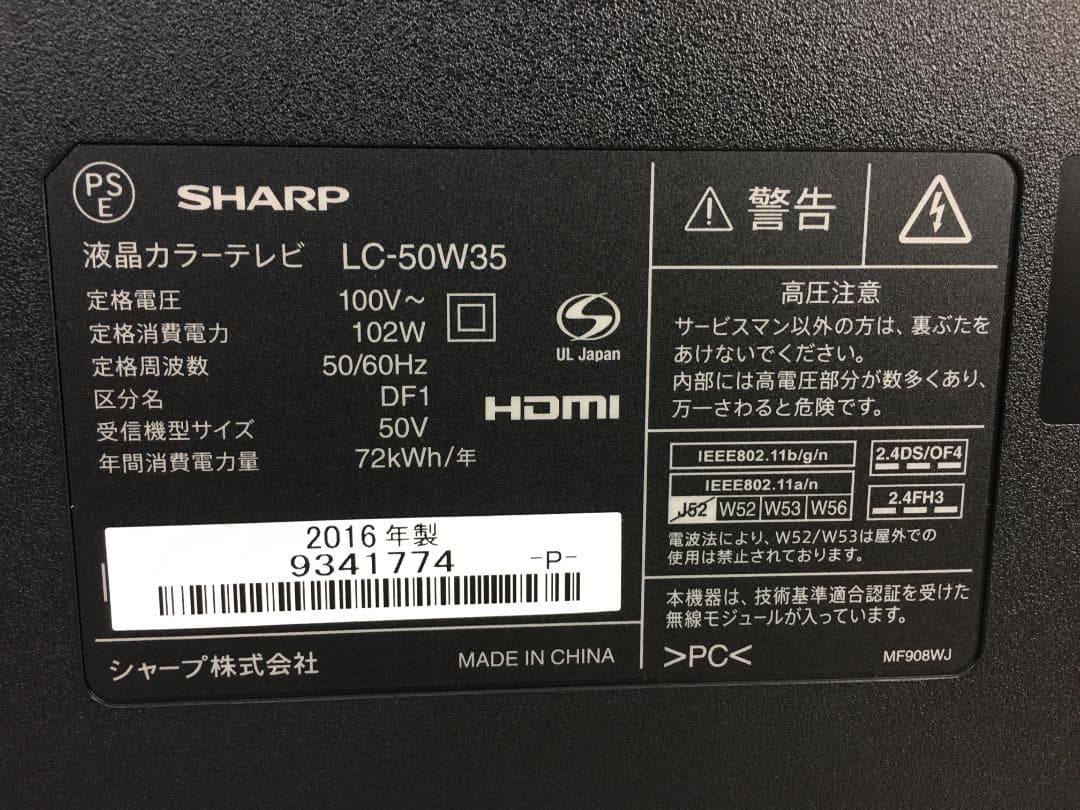 PS
E
SHARP
液晶カラーテレビ LC-50W35
定格電圧 100V～
定格消費電力 102W
定格周波数 50/60Hz
区分名 DF1
受信機型サイズ 50V
年間消費電力量 72kWh/年
UL Japan
HDMI
2016 年製
9341774 -P-
シャープ株式会社 MADE IN CHINA
警告
高圧注意
サービスマン以外の方は、裏ぶたを
あけないでください。
内部には高電圧部分が数多くあり、
万一さわると危険です。
IEEE802.11b/g/n
IEEE802.11a/n
J52 W52 W53 W56
2.4DS/OF4
2.4FH3
電波法により、W52/W53は屋外での
使用は禁止されております。
本機器は、技術基準適合認証を受けた
無線モジュールが入っています。
>PC< MF908WJ